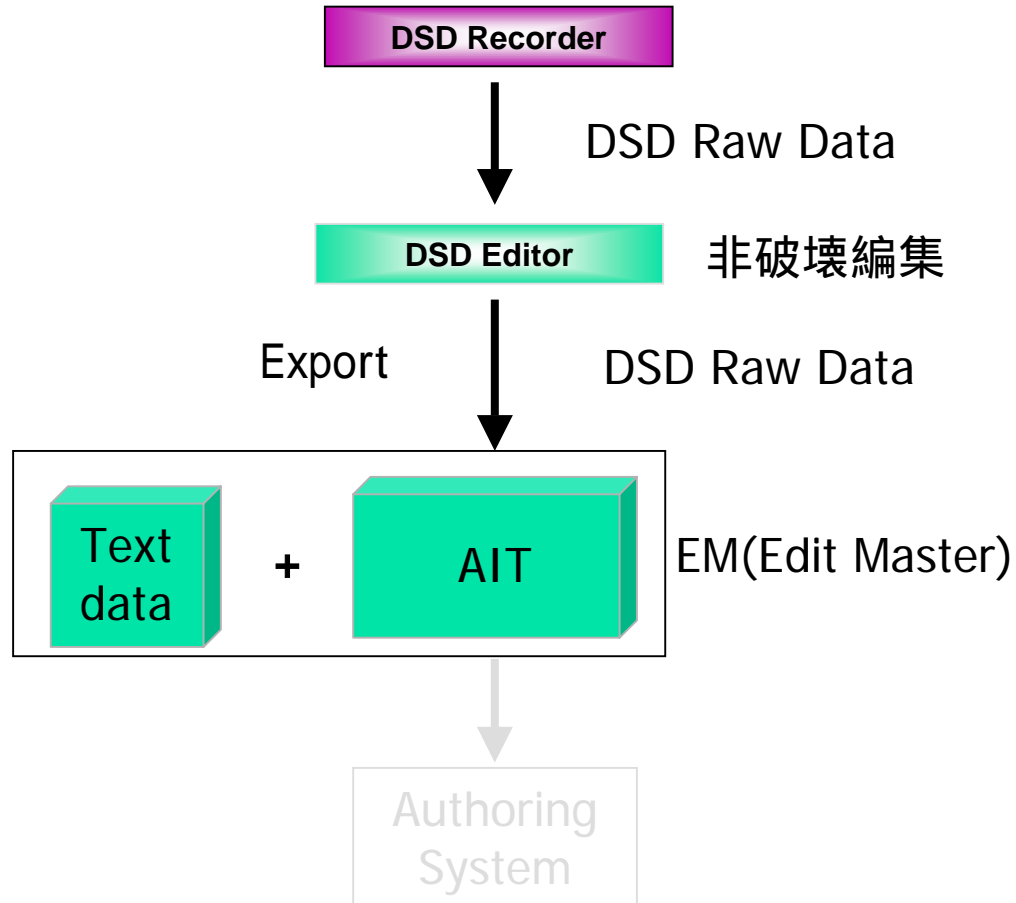 DSD Recorder
DSD Raw Data
DSD Editor
非破壊編集
Export
DSD Raw Data
Text
data
+
AIT
EM(Edit Master)
Authoring
System